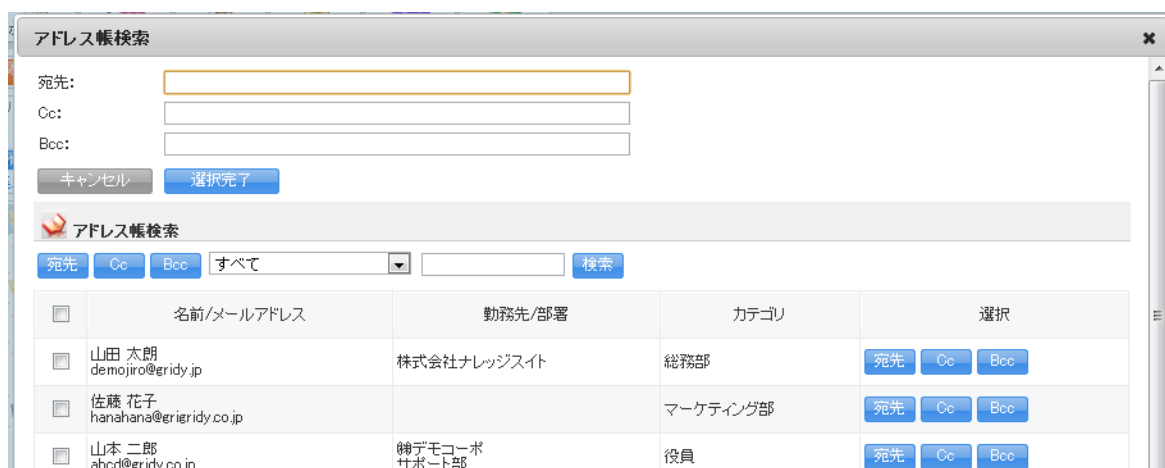 アドレス帳検索
宛先:
Cc:
Bcc:
キャンセル 選択完了
アドレス帳検索
宛先 Cc Bcc すべて 検索
名前/メールアドレス 勤務先/部署 カテゴリ 選択
山田 太朗
demojiro@gridy.jp 株式会社ナレッジスイト 総務部 宛先 Cc Bcc
佐藤 花子
hanahana@grigridy.co.jp マーケティング部 宛先 Cc Bcc
山本 二郎 ㈱デモコーポ
abcd@gridy.co.jp サポート部 役員 宛先 Cc Bcc